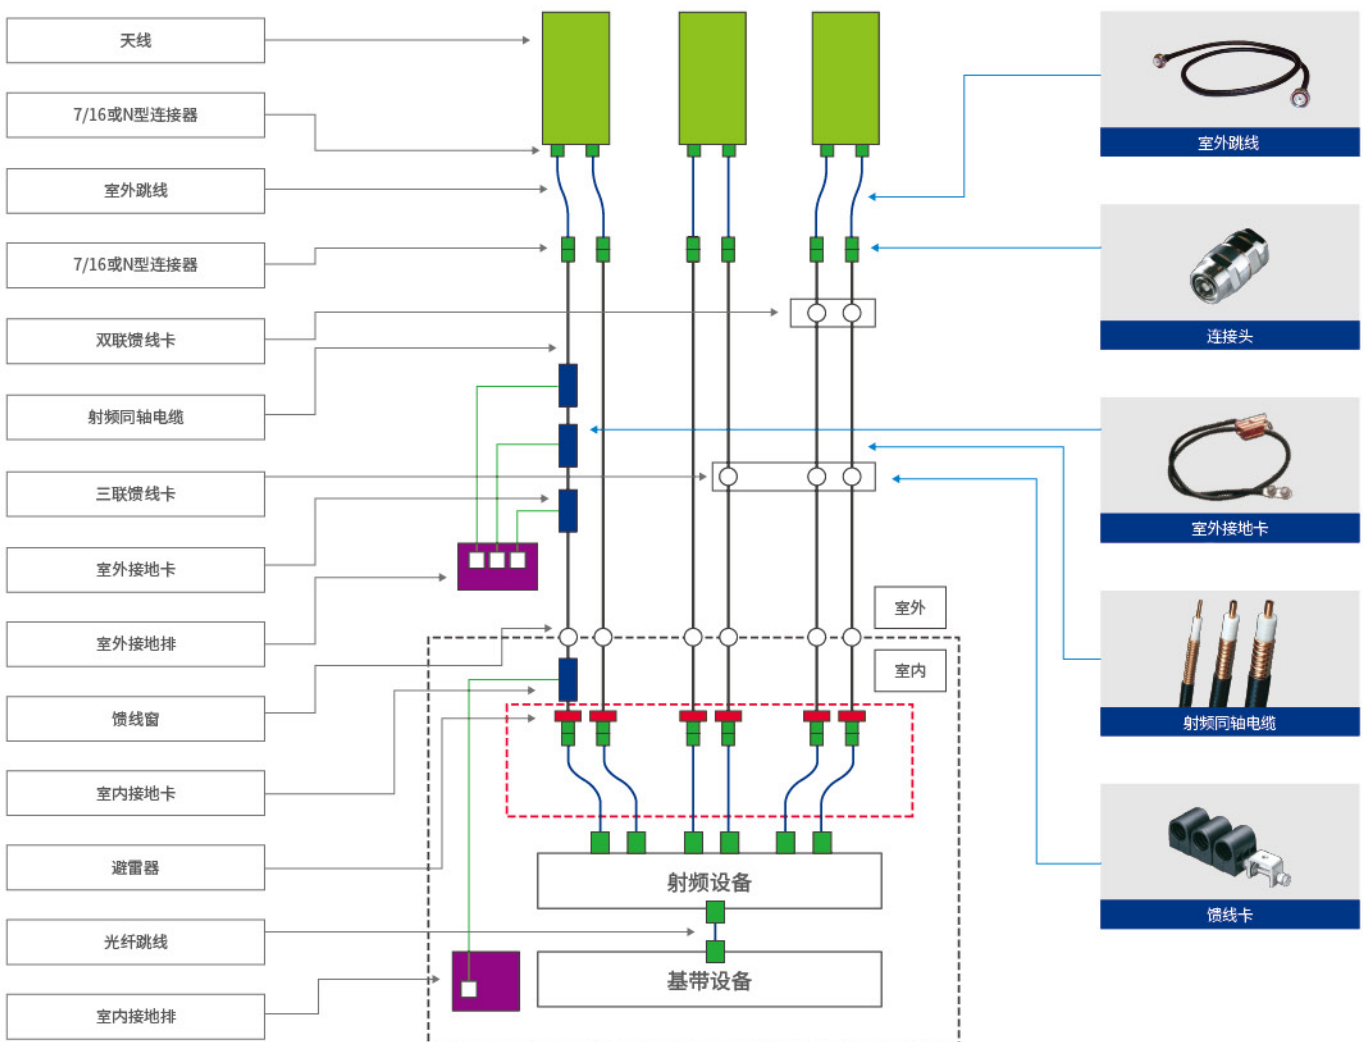 天线
7/16或N型连接器
室外跳线
7/16或N型连接器
双联馈线卡
射频同轴电缆
三联馈线卡
室外接地卡
室外接地排
馈线窗
室内接地卡
避雷器
光纤跳线
室内接地排
室外
室内
射频设备
基带设备
室外跳线
连接头
室外接地卡
射频同轴电缆
馈线卡